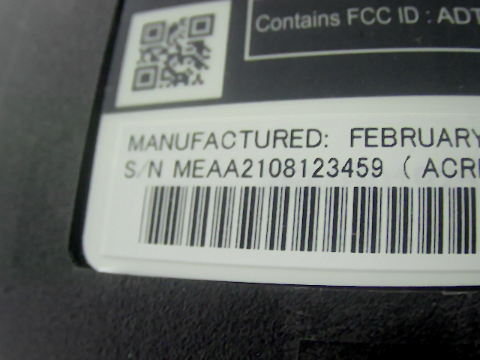 Contains FCC ID : ADT
MANUFACTURED: FEBRUARY
S/N MEAA2108123459 ( ACR